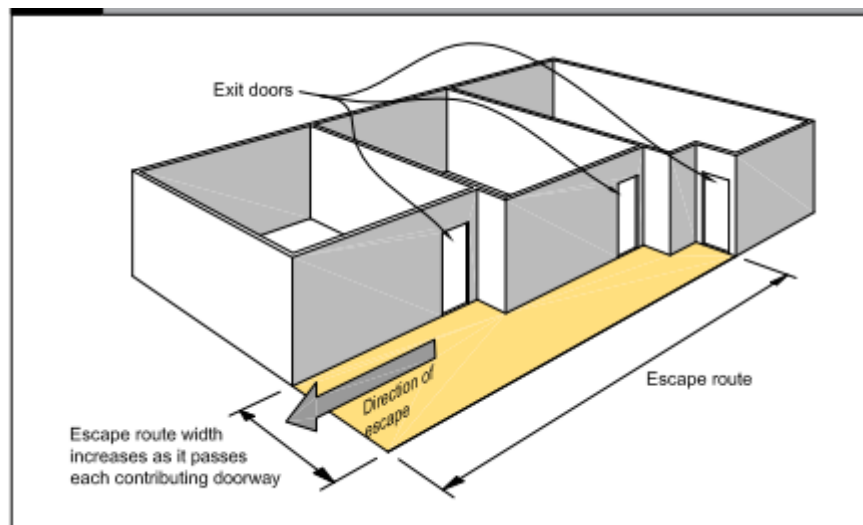 Exit doors
Escape route
Direction of
escape
Escape route width
increases as it passes
each contributing doorway